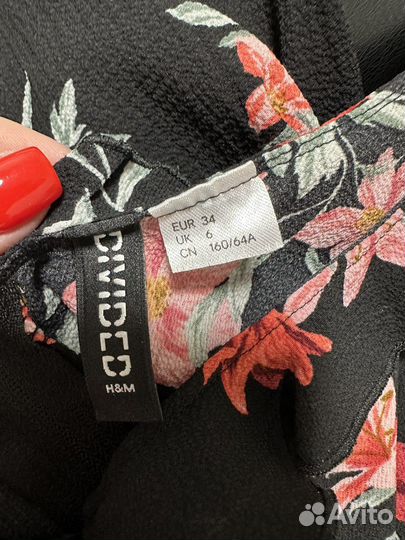 EUR 34
UK 6
CN 160/64A
DIVIDED
H&M
Avito